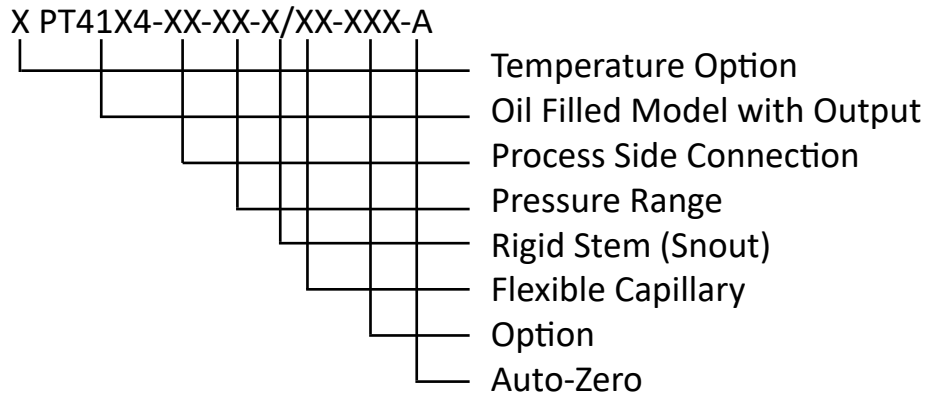 X PT41X4-XX-XX-X/XX-XXX-A
Temperature Option
Oil Filled Model with Output
Process Side Connection
Pressure Range
Rigid Stem (Snout)
Flexible Capillary
Option
Auto-Zero